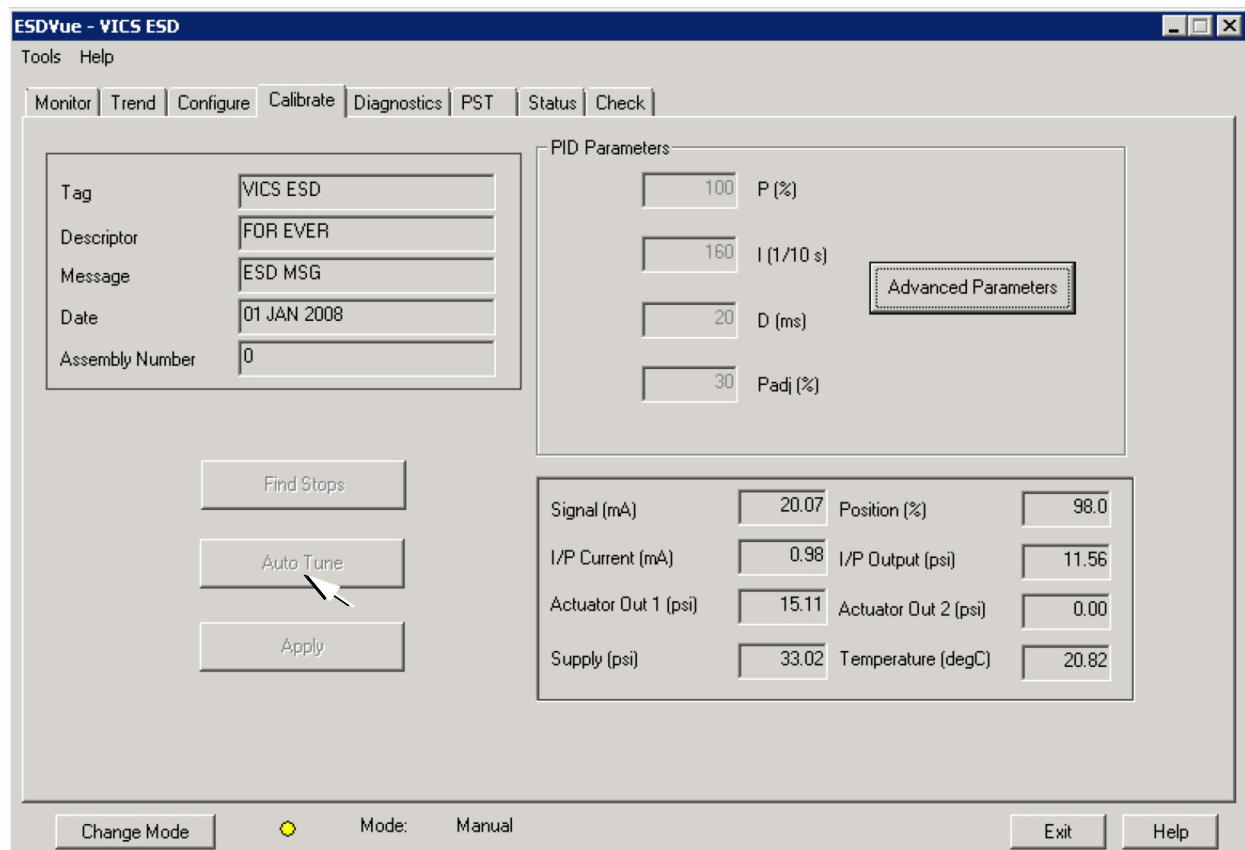 ESDVue - VICS ESD
Tools Help
Monitor Trend Configure Calibrate Diagnostics PST Status Check
Tag VICS ESD
Descriptor FOR EVER
Message ESD MSG
Date 01 JAN 2008
Assembly Number 0
PID Parameters
100 P (%)
160 I (1/10 s)
20 D (ms)
30 Padj (%)
Advanced Parameters
Find Stops
Auto Tune
Apply
Signal (mA) 20.07 Position (%) 98.0
I/P Current (mA) 0.98 I/P Output (psi) 11.56
Actuator Out 1 (psi) 15.11 Actuator Out 2 (psi) 0.00
Supply (psi) 33.02 Temperature (degC) 20.82
Change Mode Mode: Manual Exit Help